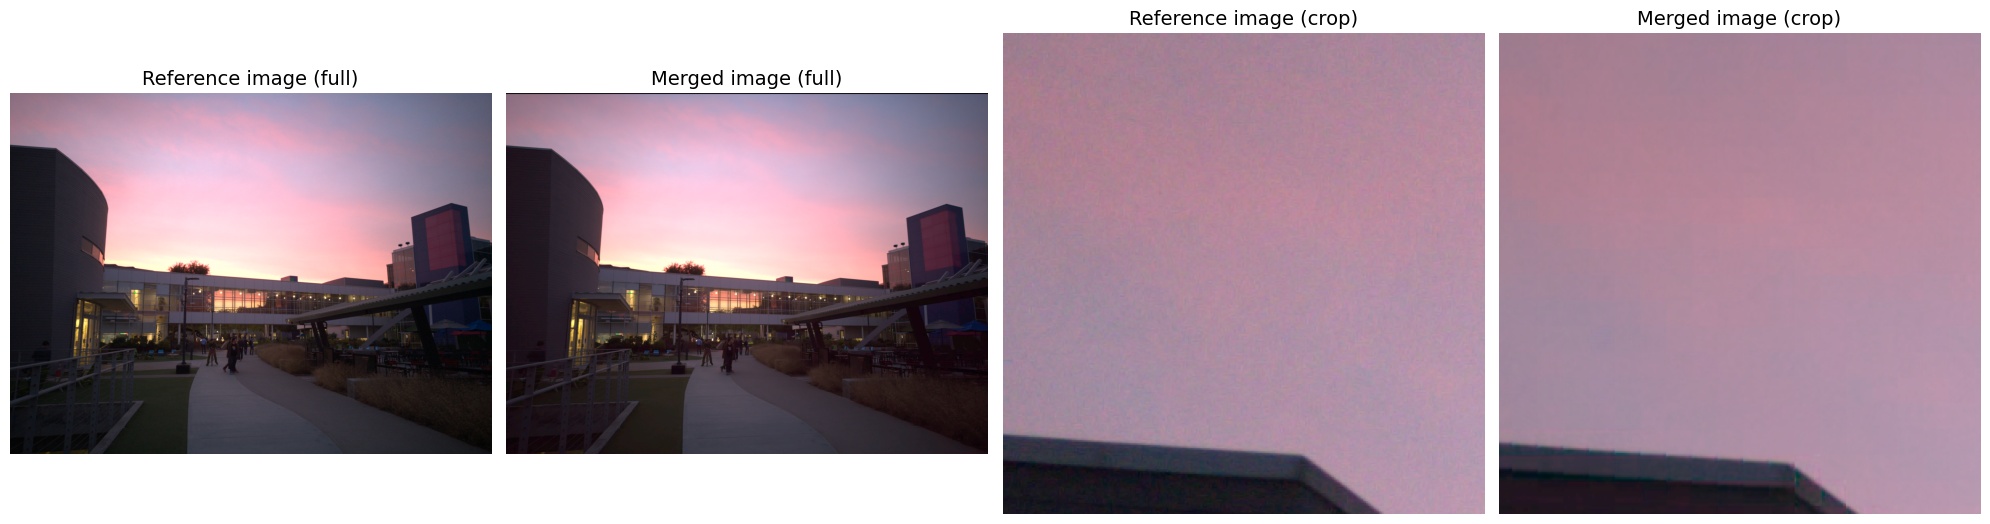 Reference image (full)
Merged image (full)
Reference image (crop)
Merged image (crop)